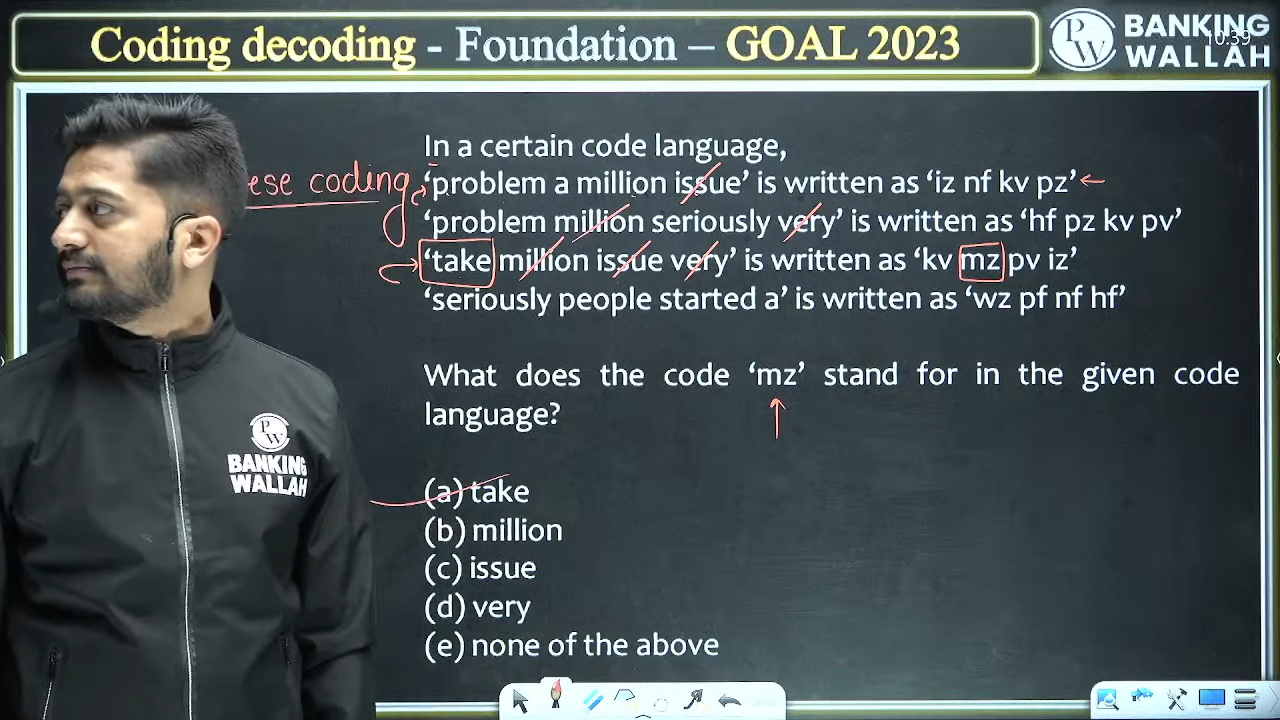 Coding decoding - Foundation – GOAL 2023
PW
BANKING
WALLAH
In a certain code language,
ese coding
‘problem a million issue’ is written as ‘iz nf kv pz’
‘problem million seriously very’ is written as ‘hf pz kv pv’
‘take million issue very’ is written as ‘kv mz pv iz’
‘seriously people started a’ is written as ‘wz pf nf hf’
What does the code ‘mz’ stand for in the given code
language?
PW
BANKING
WALLAH
(a) take
(b) million
(c) issue
(d) very
(e) none of the above